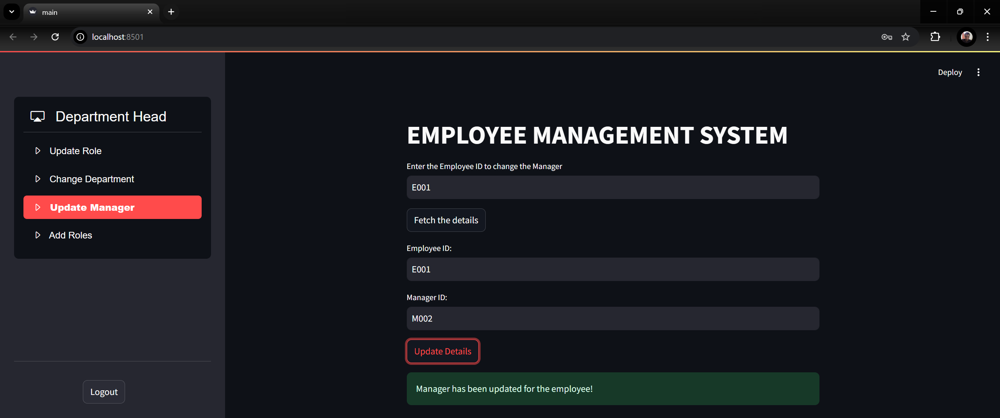 main
localhost:8501
Deploy
Department Head
Update Role
Change Department
Update Manager
Add Roles
Logout
EMPLOYEE MANAGEMENT SYSTEM
Enter the Employee ID to change the Manager
E001
Fetch the details
Employee ID:
E001
Manager ID:
M002
Update Details
Manager has been updated for the employee!